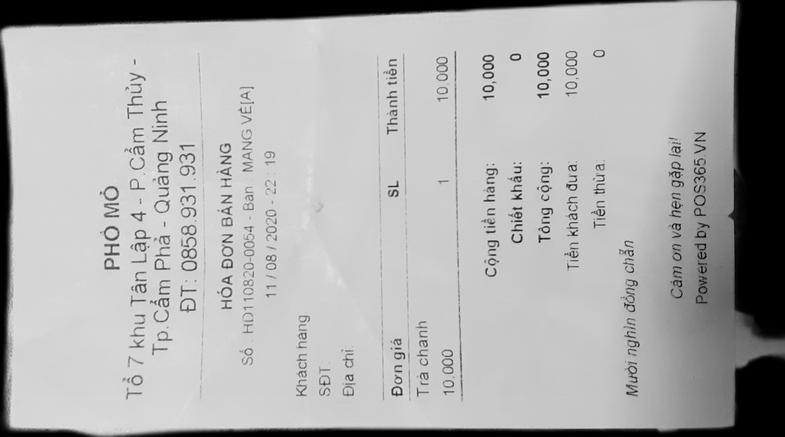 PHỐ MỎ
Tổ 7 khu Tân Lập 4 - P.Cẩm Thủy -
Tp.Cẩm Phả - Quảng Ninh
ĐT: 0858.931.931
HÓA ĐƠN BÁN HÀNG
Số : HD110820-0054 - Bàn : MANG VỀ[A]
11 / 08 / 2020 - 22 : 19
Khách hàng
SĐT:
Địa chỉ:
Đơn giá SL Thành tiền
Trà chanh
10,000 1 10,000
Cộng tiền hàng: 10,000
Chiết khấu: 0
Tổng cộng: 10,000
Tiền khách đưa: 10,000
Tiền thừa: 0
Mười nghìn đồng chẵn
Cảm ơn và hẹn gặp lại!
Powered by POS365.VN